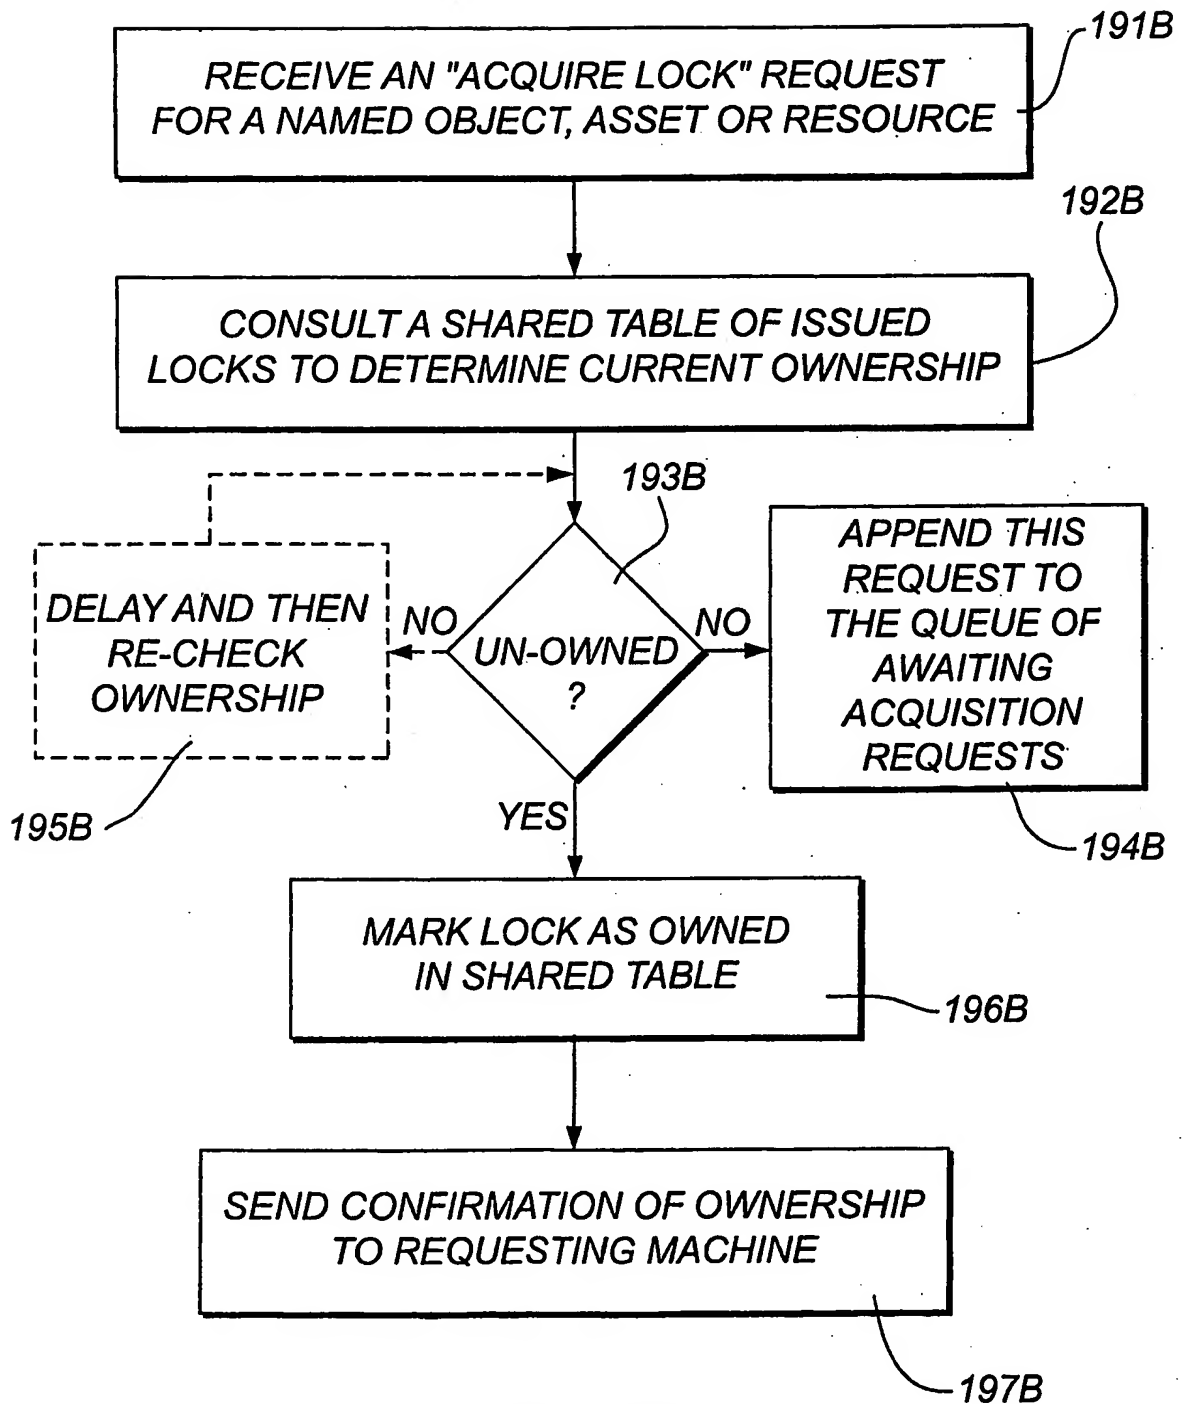 191B
RECEIVE AN "ACQUIRE LOCK" REQUEST
FOR A NAMED OBJECT, ASSET OR RESOURCE
192B
CONSULT A SHARED TABLE OF ISSUED
LOCKS TO DETERMINE CURRENT OWNERSHIP
193B
DELAY AND THEN
RE-CHECK
OWNERSHIP
195B
NO
UN-OWNED
?
NO
YES
APPEND THIS
REQUEST TO
THE QUEUE OF
AWAITING
ACQUISITION
REQUESTS
194B
MARK LOCK AS OWNED
IN SHARED TABLE
196B
SEND CONFIRMATION OF OWNERSHIP
TO REQUESTING MACHINE
197B